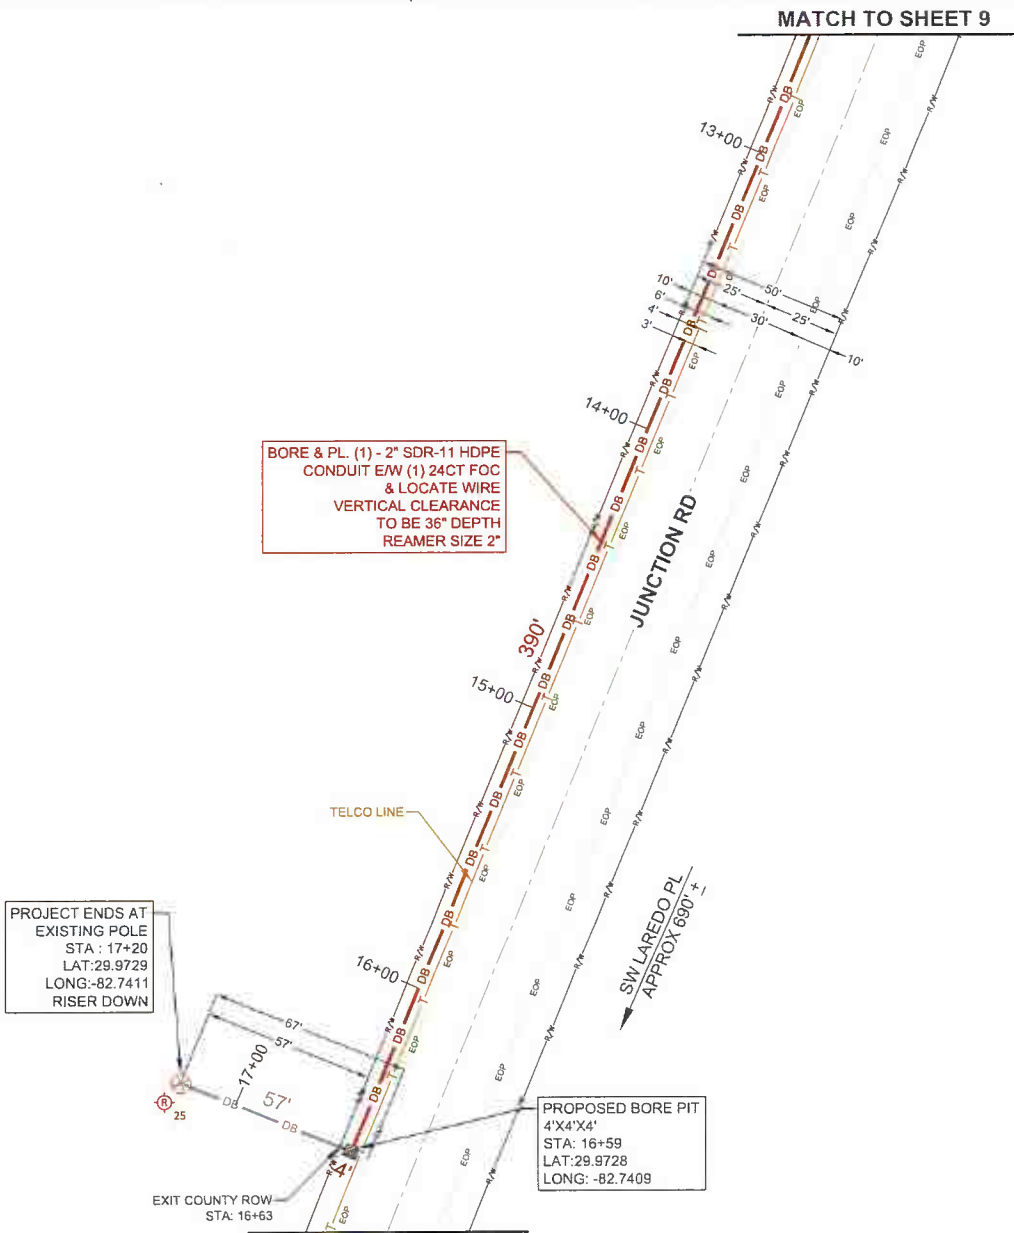 MATCH TO SHEET 9
13+00
10'
6'
4'
3'
25'
50'
30'
25'
10'
14+00
BORE & PL. (1) - 2" SDR-11 HDPE
CONDUIT E/W (1) 24CT FOC
& LOCATE WIRE
VERTICAL CLEARANCE
TO BE 36" DEPTH
REAMER SIZE 2"
JUNCTION RD
390'
15+00
TELCO LINE
SW LAREDO PL
APPROX 690' +_
PROJECT ENDS AT
EXISTING POLE
STA : 17+20
LAT:29.9729
LONG:-82.7411
RISER DOWN
16+00
67'
57'
17+00
57'
DB
DB
R
25
4'
PROPOSED BORE PIT
4'X4'X4'
STA: 16+59
LAT:29.9728
LONG: -82.7409
EXIT COUNTY ROW
STA: 16+63
R/W
DB
T
EOP
EOP
R/W